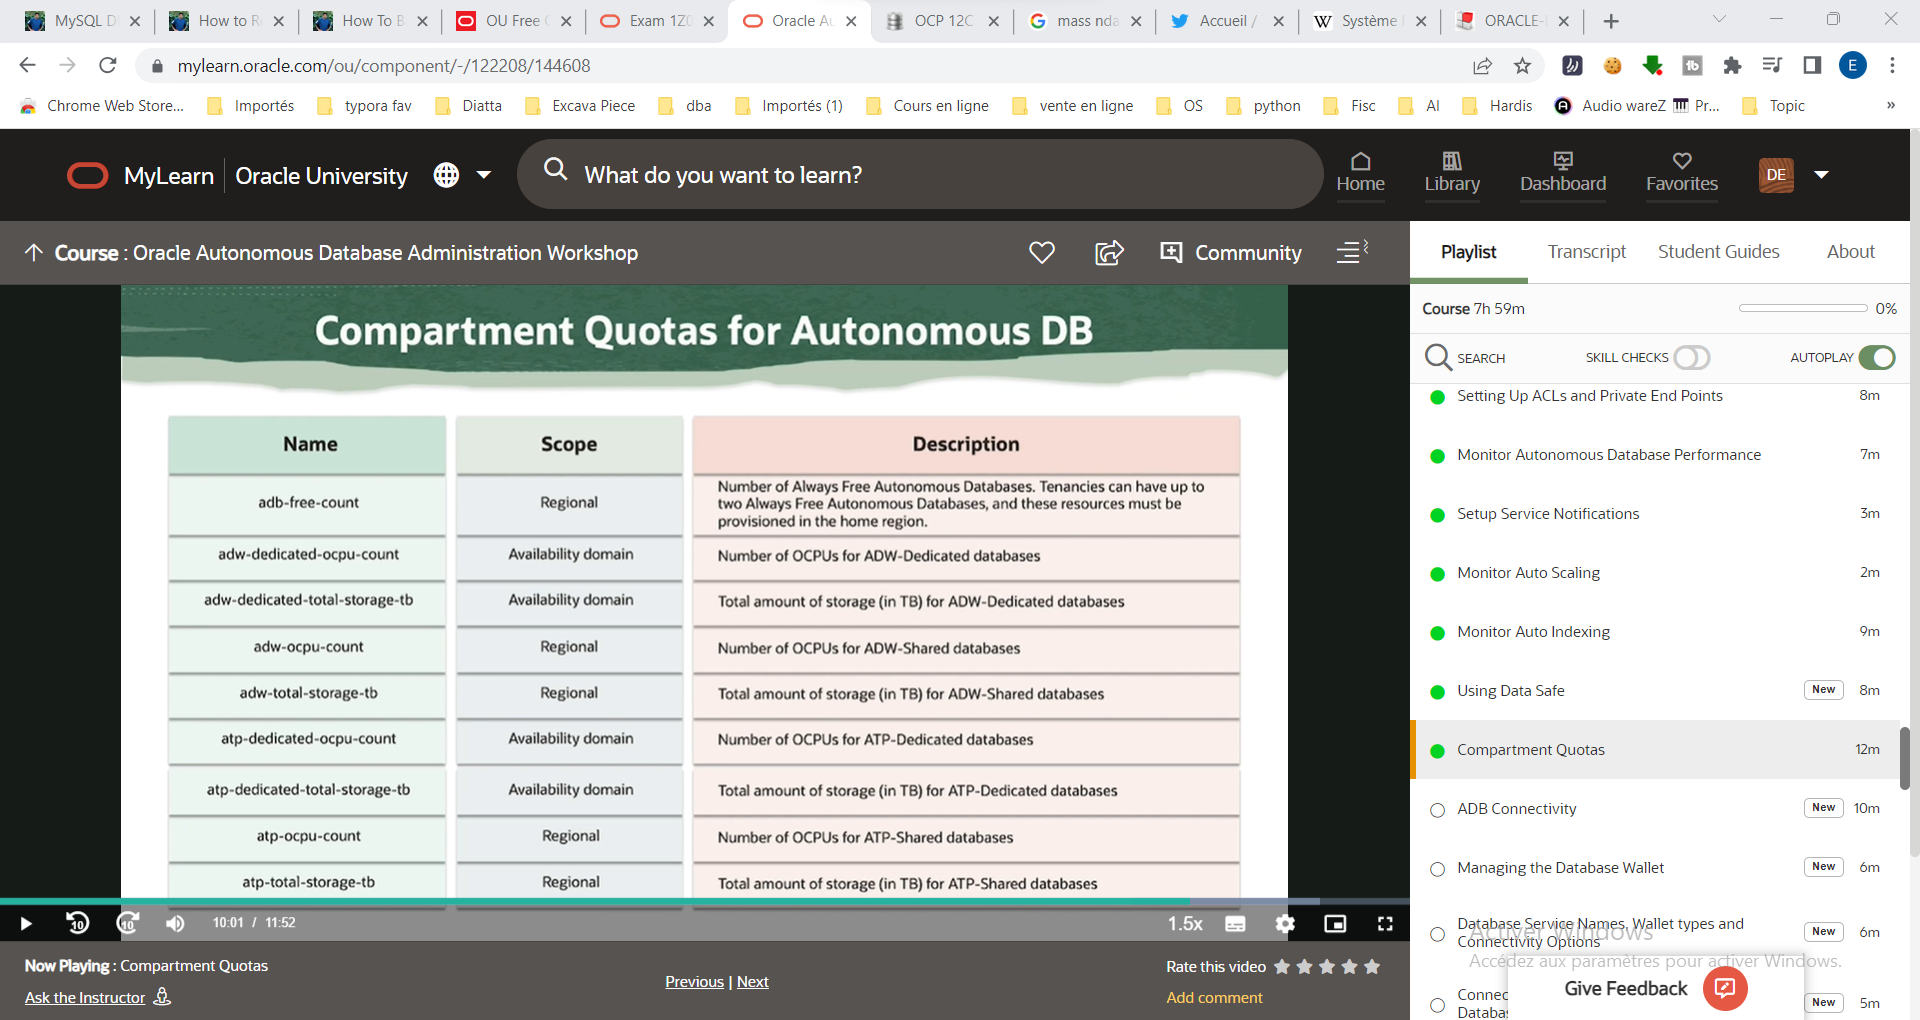 MySQL D
How to R
How To B
OU Free
Exam 1Z0
Oracle Au
OCP 12C
mass nda
Accueil /
Système
ORACLE-
mylearn.oracle.com/ou/component/-/122208/144608
E
Chrome Web Store...
Importés
typora fav
Diatta
Excava Piece
dba
Importés (1)
Cours en ligne
vente en ligne
OS
python
Fisc
AI
Hardis
Audio wareZ
Pr...
Topic
»
MyLearn
Oracle University
What do you want to learn?
Home
Library
Dashboard
Favorites
DE
Course : Oracle Autonomous Database Administration Workshop
Community
Compartment Quotas for Autonomous DB
Name Scope Description
adb-free-count Regional Number of Always Free Autonomous Databases. Tenancies can have up to
two Always Free Autonomous Databases, and these resources must be
provisioned in the home region.
adw-dedicated-ocpu-count Availability domain Number of OCPUs for ADW-Dedicated databases
adw-dedicated-total-storage-tb Availability domain Total amount of storage (in TB) for ADW-Dedicated databases
adw-ocpu-count Regional Number of OCPUs for ADW-Shared databases
adw-total-storage-tb Regional Total amount of storage (in TB) for ADW-Shared databases
atp-dedicated-ocpu-count Availability domain Number of OCPUs for ATP-Dedicated databases
atp-dedicated-total-storage-tb Availability domain Total amount of storage (in TB) for ATP-Dedicated databases
atp-ocpu-count Regional Number of OCPUs for ATP-Shared databases
atp-total-storage-tb Regional Total amount of storage (in TB) for ATP-Shared databases
10
10
10:01 / 11:52
1.5x
Now Playing : Compartment Quotas
Ask the Instructor
Previous | Next
Rate this video
Add comment
Playlist Transcript Student Guides About
Course 7h 59m 0%
SEARCH SKILL CHECKS AUTOPLAY
Setting Up ACLs and Private End Points 8m
Monitor Autonomous Database Performance 7m
Setup Service Notifications 3m
Monitor Auto Scaling 2m
Monitor Auto Indexing 9m
Using Data Safe New 8m
Compartment Quotas 12m
ADB Connectivity New 10m
Managing the Database Wallet New 6m
Database Service Names, Wallet types and
Connectivity Options New 6m
Activer Windows
Accédez aux paramètres pour activer Windows.
Connec
Databas New 5m
Give Feedback